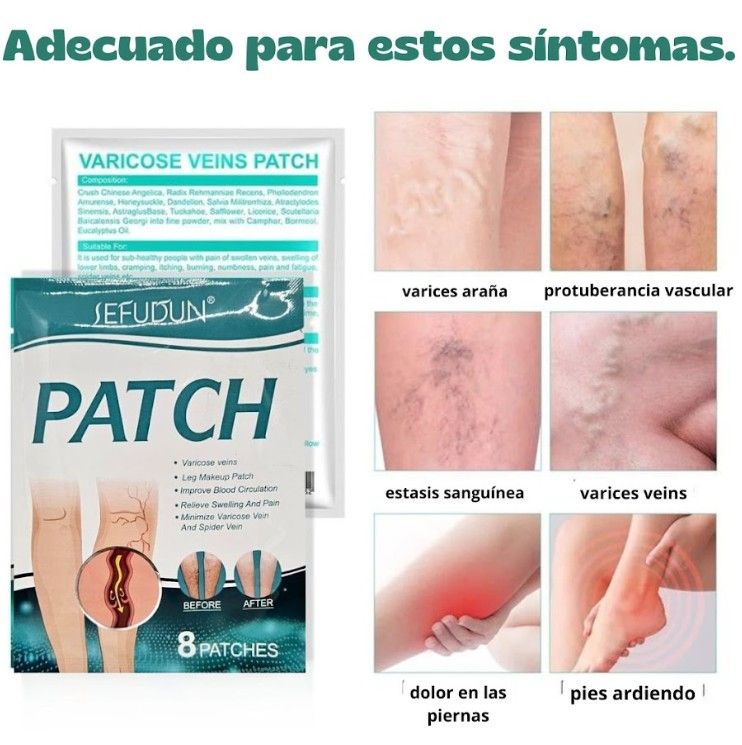 Adecuado para estos síntomas.
VARICOSE VEINS PATCH
Composition:
Crush Chinese Angelica, Radix Rehmanniae Recens, Phellodendron
Amurense, Honeysuckle, Dandelion, Salvia Miltiorrhiza, Atractylodes
Sinensis, AstragalusBase, Tuckahoe, Safflower, Licorice, Scutellaria
Baicalensis Georgi into fine powder, mix with Camphor, Borneol,
Eucalyptus Oil.
Suitable For:
It is used for sub-healthy people with pain of swollen veins, swelling of
lower limbs, cramping, itching, burning, numbness, pain and fatigue,
spider veins etc.
SEFUDUN®
PATCH
• Varicose veins
• Leg Makeup Patch
• Improve Blood Circulation
• Relieve Swelling And Pain
• Minimize Varicose Vein
And Spider Vein
BEFORE
AFTER
8 PATCHES
varices araña
protuberancia vascular
estasis sanguínea
varices veins
dolor en las
piernas
pies ardiendo